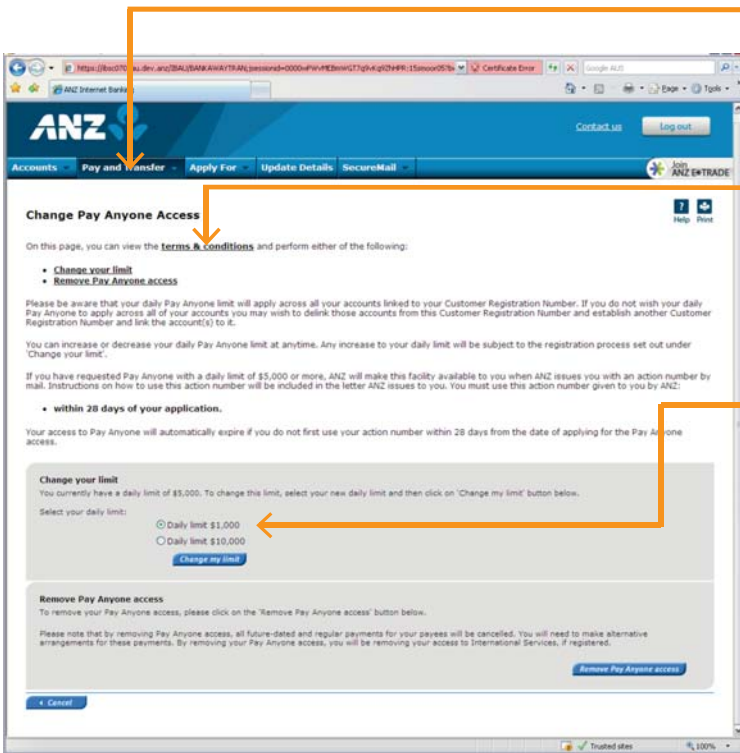 Certificate Error
Google AUS
ANZ Internet Banking
Page
Tools
ANZ
Contact us
Log out
Accounts
Pay and Transfer
Apply For
Update Details
SecureMail
Join
ANZ E*TRADE
Change Pay Anyone Access
Help
Print
On this page, you can view the terms & conditions and perform either of the following:
• Change your limit
• Remove Pay Anyone access
Please be aware that your daily Pay Anyone limit will apply across all your accounts linked to your Customer Registration Number. If you do not wish your daily
Pay Anyone to apply across all of your accounts you may wish to delink those accounts from this Customer Registration Number and establish another Customer
Registration Number and link the account(s) to it.
You can increase or decrease your daily Pay Anyone limit at anytime. Any increase to your daily limit will be subject to the registration process set out under
'Change your limit'.
If you have requested Pay Anyone with a daily limit of $5,000 or more, ANZ will make this facility available to you when ANZ issues you with an action number by
mail. Instructions on how to use this action number will be included in the letter ANZ issues to you. You must use this action number given to you by ANZ:
• within 28 days of your application.
Your access to Pay Anyone will automatically expire if you do not first use your action number within 28 days from the date of applying for the Pay Anyone
access.
Change your limit
You currently have a daily limit of $5,000. To change this limit, select your new daily limit and then click on 'Change my limit' button below.
Select your daily limit:
Daily limit $1,000
Daily limit $10,000
Change my limit
Remove Pay Anyone access
To remove your Pay Anyone access, please click on the 'Remove Pay Anyone access' button below.
Please note that by removing Pay Anyone access, all future-dated and regular payments for your payees will be cancelled. You will need to make alternative
arrangements for these payments. By removing your Pay Anyone access, you will be removing your access to International Services, if registered.
Remove Pay Anyone access
Cancel
Trusted sites
100%